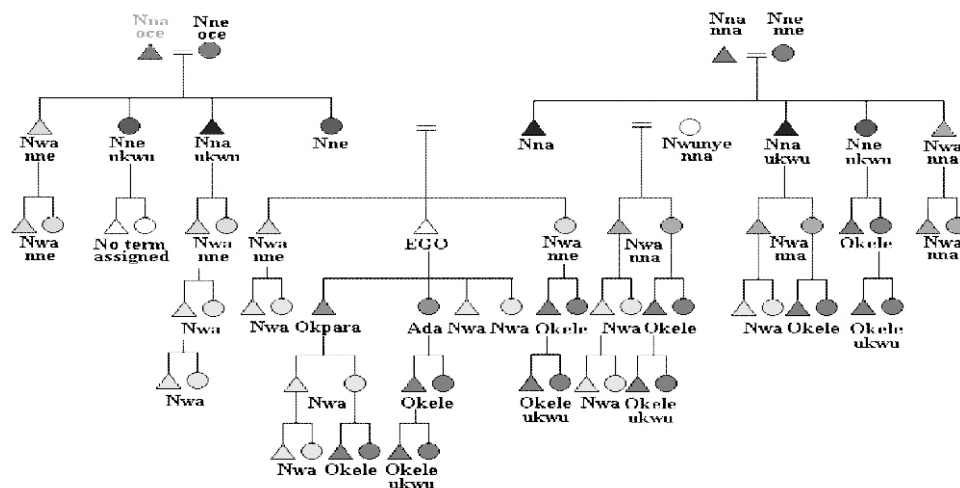 Nna oce
Nne oce
Nna nna
Nne nne
Nwa nne
Nne ukwu
Nna ukwu
Nne
Nna
Nwunye nna
Nna ukwu
Nne ukwu
Nwa nna
Nwa nne
No term assigned
Nwa nne
Nwa nne
EGO
Nwa nne
Nwa nna
Nwa nna
Okele
Nwa nna
Nwa
Nwa
Okpara
Ada
Nwa
Nwa
Okele
Nwa
Okele
Nwa
Okele
Okele ukwu
Nwa
Nwa
Okele
Okele ukwu
Nwa
Okele ukwu
Nwa
Okele
Okele ukwu